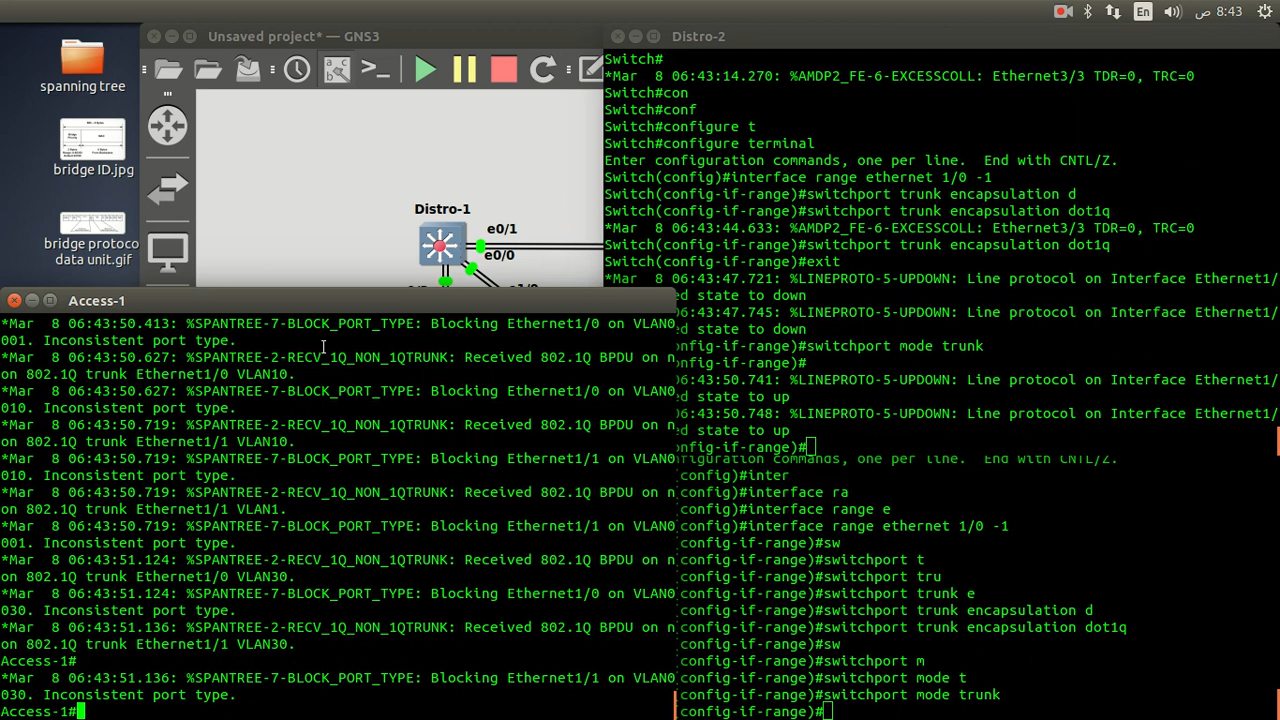 En
8:43 ص
Unsaved project* — GNS3
Distro-2
spanning tree
bridge ID.jpg
bridge protoco
data unit.gif
Distro-1
e0/1
e0/0
Switch#
*Mar  8 06:43:14.270: %AMDP2_FE-6-EXCESSCOLL: Ethernet3/3 TDR=0, TRC=0
Switch#con
Switch#conf
Switch#configure t
Switch#configure terminal
Enter configuration commands, one per line.  End with CNTL/Z.
Switch(config)#interface range ethernet 1/0 -1
Switch(config-if-range)#switchport trunk encapsulation d
Switch(config-if-range)#switchport trunk encapsulation dot1q
*Mar  8 06:43:44.633: %AMDP2_FE-6-EXCESSCOLL: Ethernet3/3 TDR=0, TRC=0
Switch(config-if-range)#switchport trunk encapsulation dot1q
Switch(config-if-range)#exit
*Mar  8 06:43:47.721: %LINEPROTO-5-UPDOWN: Line protocol on Interface Ethernet1/
ed state to down
06:43:47.745: %LINEPROTO-5-UPDOWN: Line protocol on Interface Ethernet1/
ed state to down
onfig-if-range)#switchport mode trunk
onfig-if-range)#
06:43:50.741: %LINEPROTO-5-UPDOWN: Line protocol on Interface Ethernet1/
ed state to up
06:43:50.748: %LINEPROTO-5-UPDOWN: Line protocol on Interface Ethernet1/
ed state to up
onfig-if-range)#
figuration commands, one per line.  End with CNTL/Z.
(config)#inter
(config)#interface ra
(config)#interface range e
(config)#interface range ethernet 1/0 -1
(config-if-range)#sw
(config-if-range)#switchport t
(config-if-range)#switchport tru
(config-if-range)#switchport trunk e
(config-if-range)#switchport trunk encapsulation d
(config-if-range)#switchport trunk encapsulation dot1q
(config-if-range)#sw
(config-if-range)#switchport m
(config-if-range)#switchport mode t
(config-if-range)#switchport mode trunk
(config-if-range)#
Access-1
*Mar  8 06:43:50.413: %SPANTREE-7-BLOCK_PORT_TYPE: Blocking Ethernet1/0 on VLAN0
001. Inconsistent port type.
*Mar  8 06:43:50.627: %SPANTREE-2-RECV_1Q_NON_1QTRUNK: Received 802.1Q BPDU on n
on 802.1Q trunk Ethernet1/0 VLAN10.
*Mar  8 06:43:50.627: %SPANTREE-7-BLOCK_PORT_TYPE: Blocking Ethernet1/0 on VLAN0
010. Inconsistent port type.
*Mar  8 06:43:50.719: %SPANTREE-2-RECV_1Q_NON_1QTRUNK: Received 802.1Q BPDU on n
on 802.1Q trunk Ethernet1/1 VLAN10.
*Mar  8 06:43:50.719: %SPANTREE-7-BLOCK_PORT_TYPE: Blocking Ethernet1/1 on VLAN0
010. Inconsistent port type.
*Mar  8 06:43:50.719: %SPANTREE-2-RECV_1Q_NON_1QTRUNK: Received 802.1Q BPDU on n
on 802.1Q trunk Ethernet1/1 VLAN1.
*Mar  8 06:43:50.719: %SPANTREE-7-BLOCK_PORT_TYPE: Blocking Ethernet1/1 on VLAN0
001. Inconsistent port type.
*Mar  8 06:43:51.124: %SPANTREE-2-RECV_1Q_NON_1QTRUNK: Received 802.1Q BPDU on n
on 802.1Q trunk Ethernet1/0 VLAN30.
*Mar  8 06:43:51.124: %SPANTREE-7-BLOCK_PORT_TYPE: Blocking Ethernet1/0 on VLAN0
030. Inconsistent port type.
*Mar  8 06:43:51.136: %SPANTREE-2-RECV_1Q_NON_1QTRUNK: Received 802.1Q BPDU on n
on 802.1Q trunk Ethernet1/1 VLAN30.
Access-1#
*Mar  8 06:43:51.136: %SPANTREE-7-BLOCK_PORT_TYPE: Blocking Ethernet1/1 on VLAN0
030. Inconsistent port type.
Access-1#